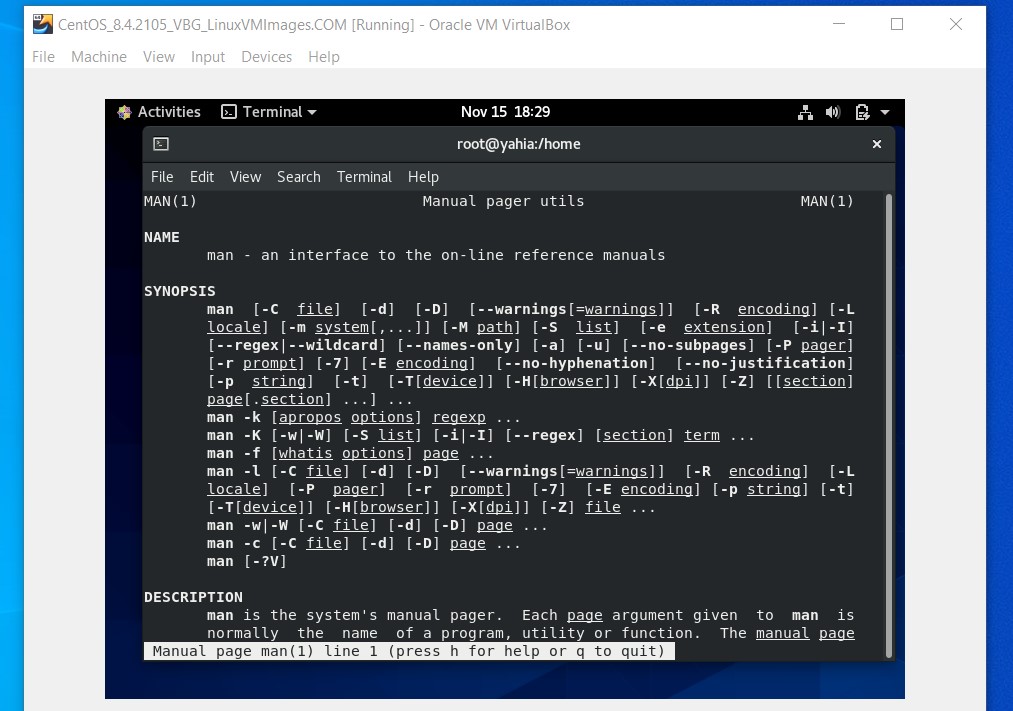 CentOS_8.4.2105_VBG_LinuxVMImages.COM [Running] - Oracle VM VirtualBox
File Machine View Input Devices Help
Activities Terminal Nov 15 18:29
root@yahia:/home
File Edit View Search Terminal Help
MAN(1) Manual pager utils MAN(1)
NAME
man - an interface to the on-line reference manuals
SYNOPSIS
man [-C file] [-d] [-D] [--warnings[=warnings]] [-R encoding] [-L
locale] [-m system[,...]] [-M path] [-S list] [-e extension] [-i|-I]
[--regex|--wildcard] [--names-only] [-a] [-u] [--no-subpages] [-P pager]
[-r prompt] [-7] [-E encoding] [--no-hyphenation] [--no-justification]
[-p string] [-t] [-T[device]] [-H[browser]] [-X[dpi]] [-Z] [[section]
page[.section] ...] ...
man -k [apropos options] regexp ...
man -K [-w|-W] [-S list] [-i|-I] [--regex] [section] term ...
man -f [whatis options] page ...
man -l [-C file] [-d] [-D] [--warnings[=warnings]] [-R encoding] [-L
locale] [-P pager] [-r prompt] [-7] [-E encoding] [-p string] [-t]
[-T[device]] [-H[browser]] [-X[dpi]] [-Z] file ...
man -w|-W [-C file] [-d] [-D] page ...
man -c [-C file] [-d] [-D] page ...
man [-?V]
DESCRIPTION
man is the system's manual pager. Each page argument given to man is
normally the name of a program, utility or function. The manual page
Manual page man(1) line 1 (press h for help or q to quit)